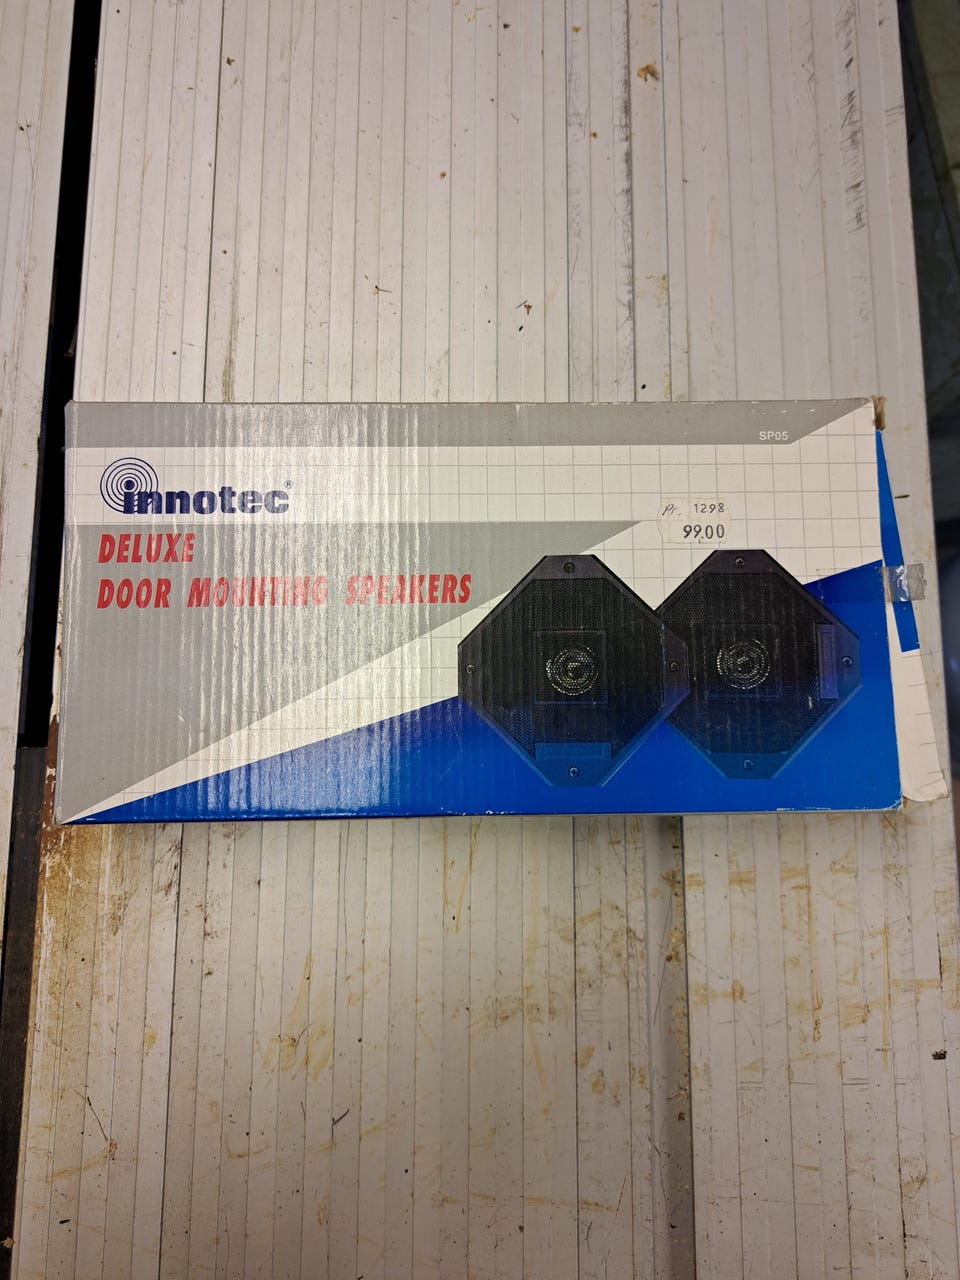 SP05
innotec®
Pr. 1298
99.00
DELUXE
DOOR MOUNTING SPEAKERS